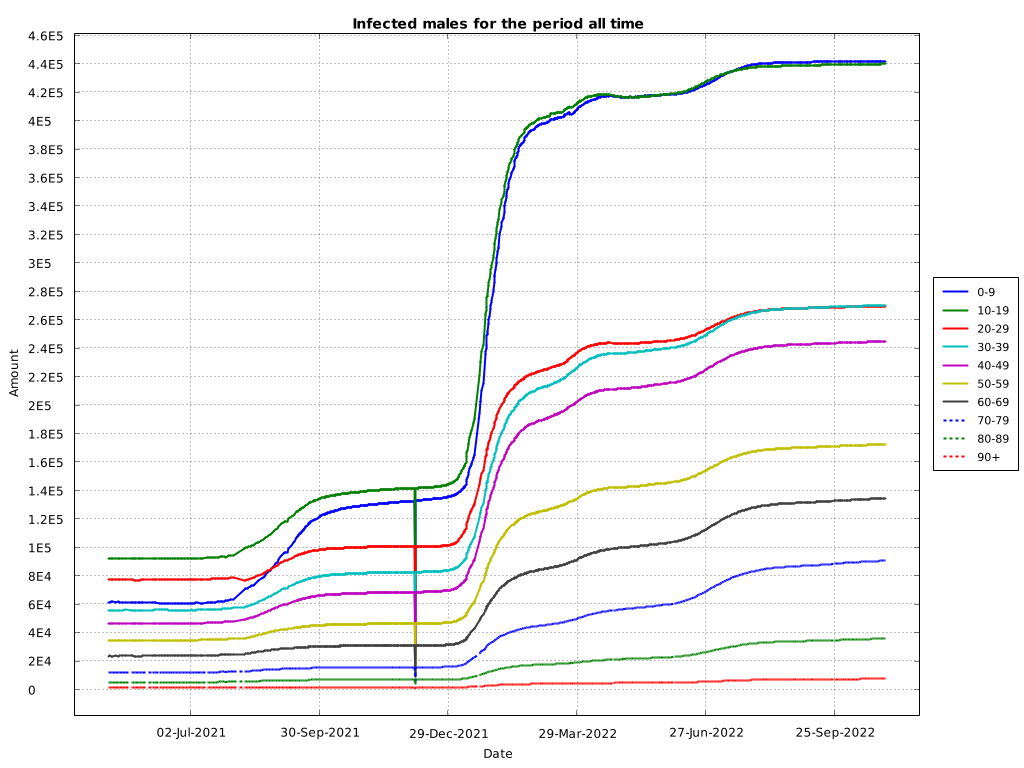 Infected males for the period all time
4.6E5
4.4E5
4.2E5
4E5
3.8E5
3.6E5
3.4E5
3.2E5
3E5
2.8E5
2.6E5
2.4E5
2.2E5
2E5
1.8E5
1.6E5
1.4E5
1.2E5
1E5
8E4
6E4
4E4
2E4
0
Amount
02-Jul-2021
30-Sep-2021
29-Dec-2021
29-Mar-2022
27-Jun-2022
25-Sep-2022
Date
0-9
10-19
20-29
30-39
40-49
50-59
60-69
70-79
80-89
90+